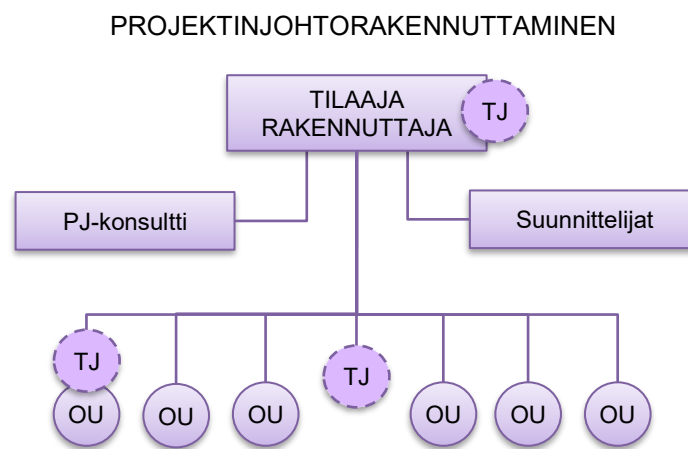 PROJEKTINJOHTORAKENNUTTAMINEN
TILAAJA
RAKENNUTTAJA
TJ
PJ-konsultti
Suunnittelijat
TJ
TJ
OU
OU
OU
OU
OU
OU